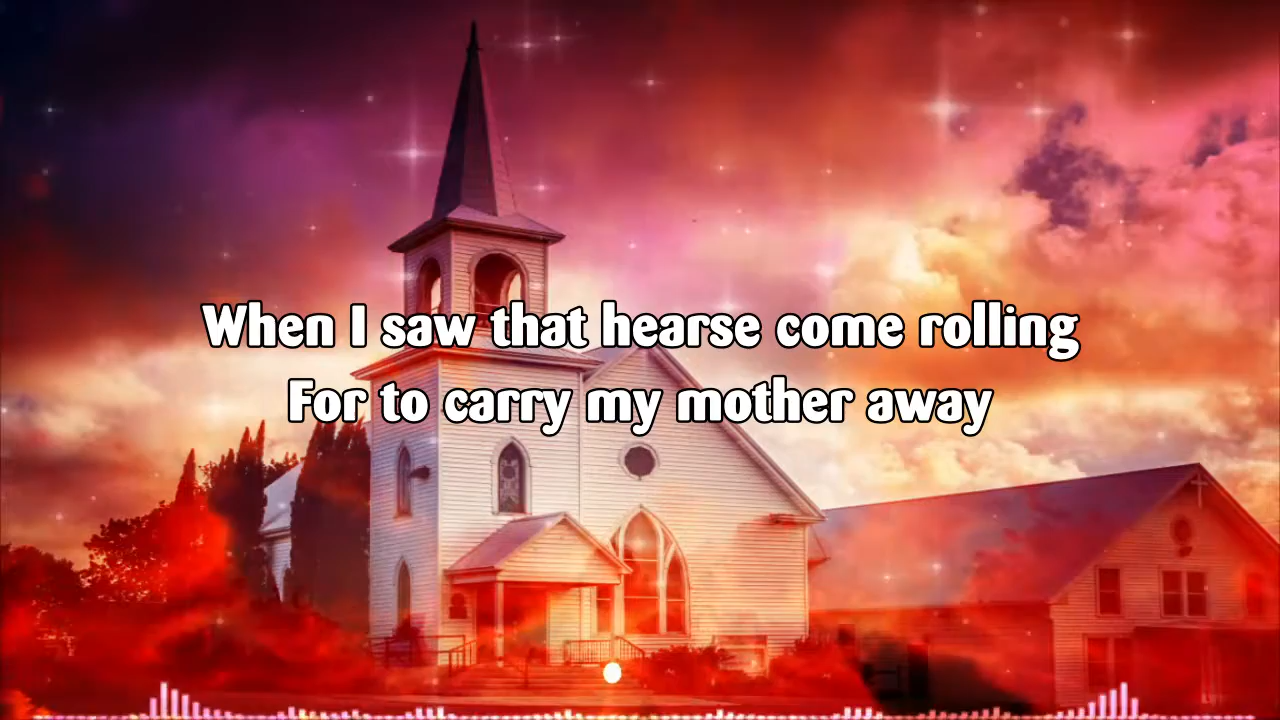 When I saw that hearse come rolling
For to carry my mother away